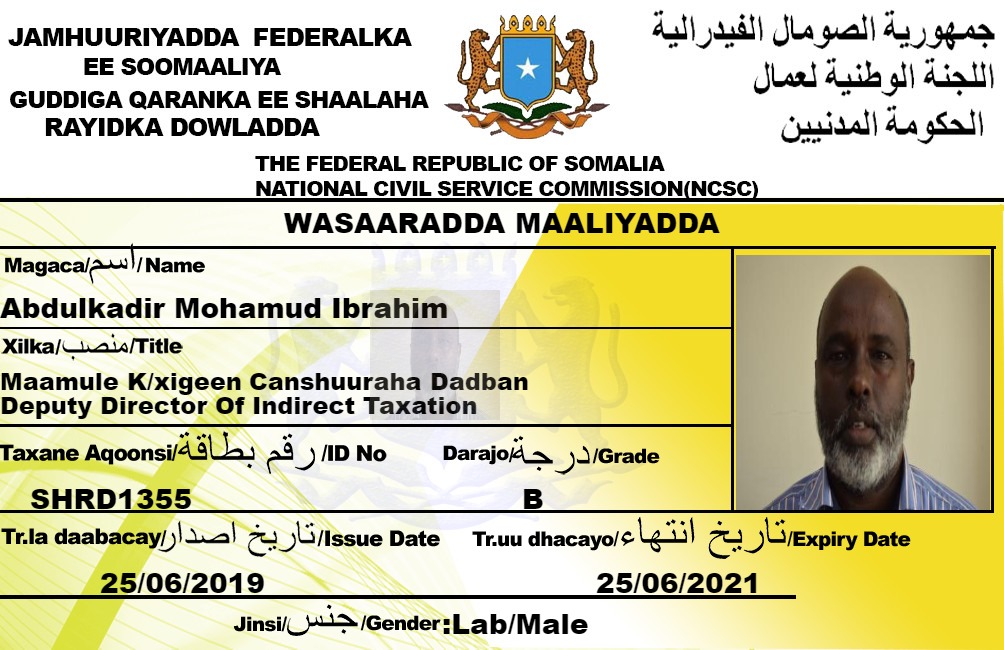 JAMHUURIYADDA FEDERALKA
EE SOOMAALIYA
GUDDIGA QARANKA EE SHAALAHA
RAYIDKA DOWLADDA
جمهورية الصومال الفيدرالية
اللجنة الوطنية لعمال
الحكومة المدنيين
THE FEDERAL REPUBLIC OF SOMALIA
NATIONAL CIVIL SERVICE COMMISSION(NCSC)
WASAARADDA MAALIYADDA
Magaca/اسم/Name
Abdulkadir Mohamud Ibrahim
Xilka/منصب/Title
Maamule K/xigeen Canshuuraha Dadban
Deputy Director Of Indirect Taxation
Taxane Aqoonsi/رقم بطاقة/ID No
Darajo/درجة/Grade
SHRD1355
B
Tr.la daabacay/تاريخ اصدار/Issue Date
Tr.uu dhacayo/تاريخ انتهاء/Expiry Date
25/06/2019
25/06/2021
Jinsi/جنس/Gender:Lab/Male